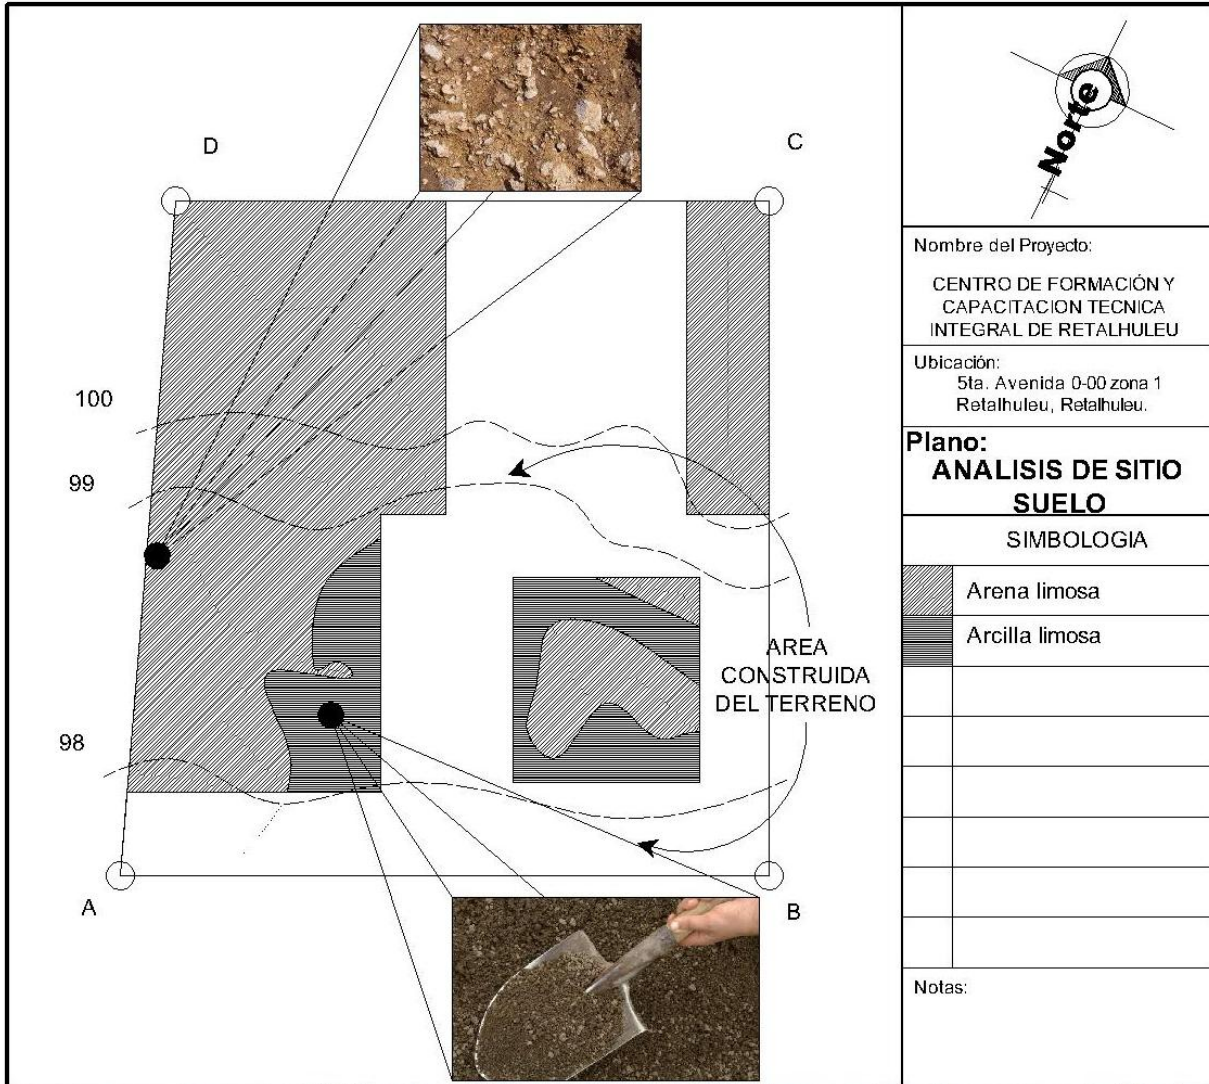 D
C
100
99
98
AREA
CONSTRUIDA
DEL TERRENO
A
B
Norte
Nombre del Proyecto:
CENTRO DE FORMACIÓN Y
CAPACITACION TECNICA
INTEGRAL DE RETALHULEU
Ubicación:
5ta. Avenida 0-00 zona 1
Retalhuleu, Retalhuleu.
Plano:
ANALISIS DE SITIO
SUELO
SIMBOLOGIA
Arena limosa
Arcilla limosa
Notas: